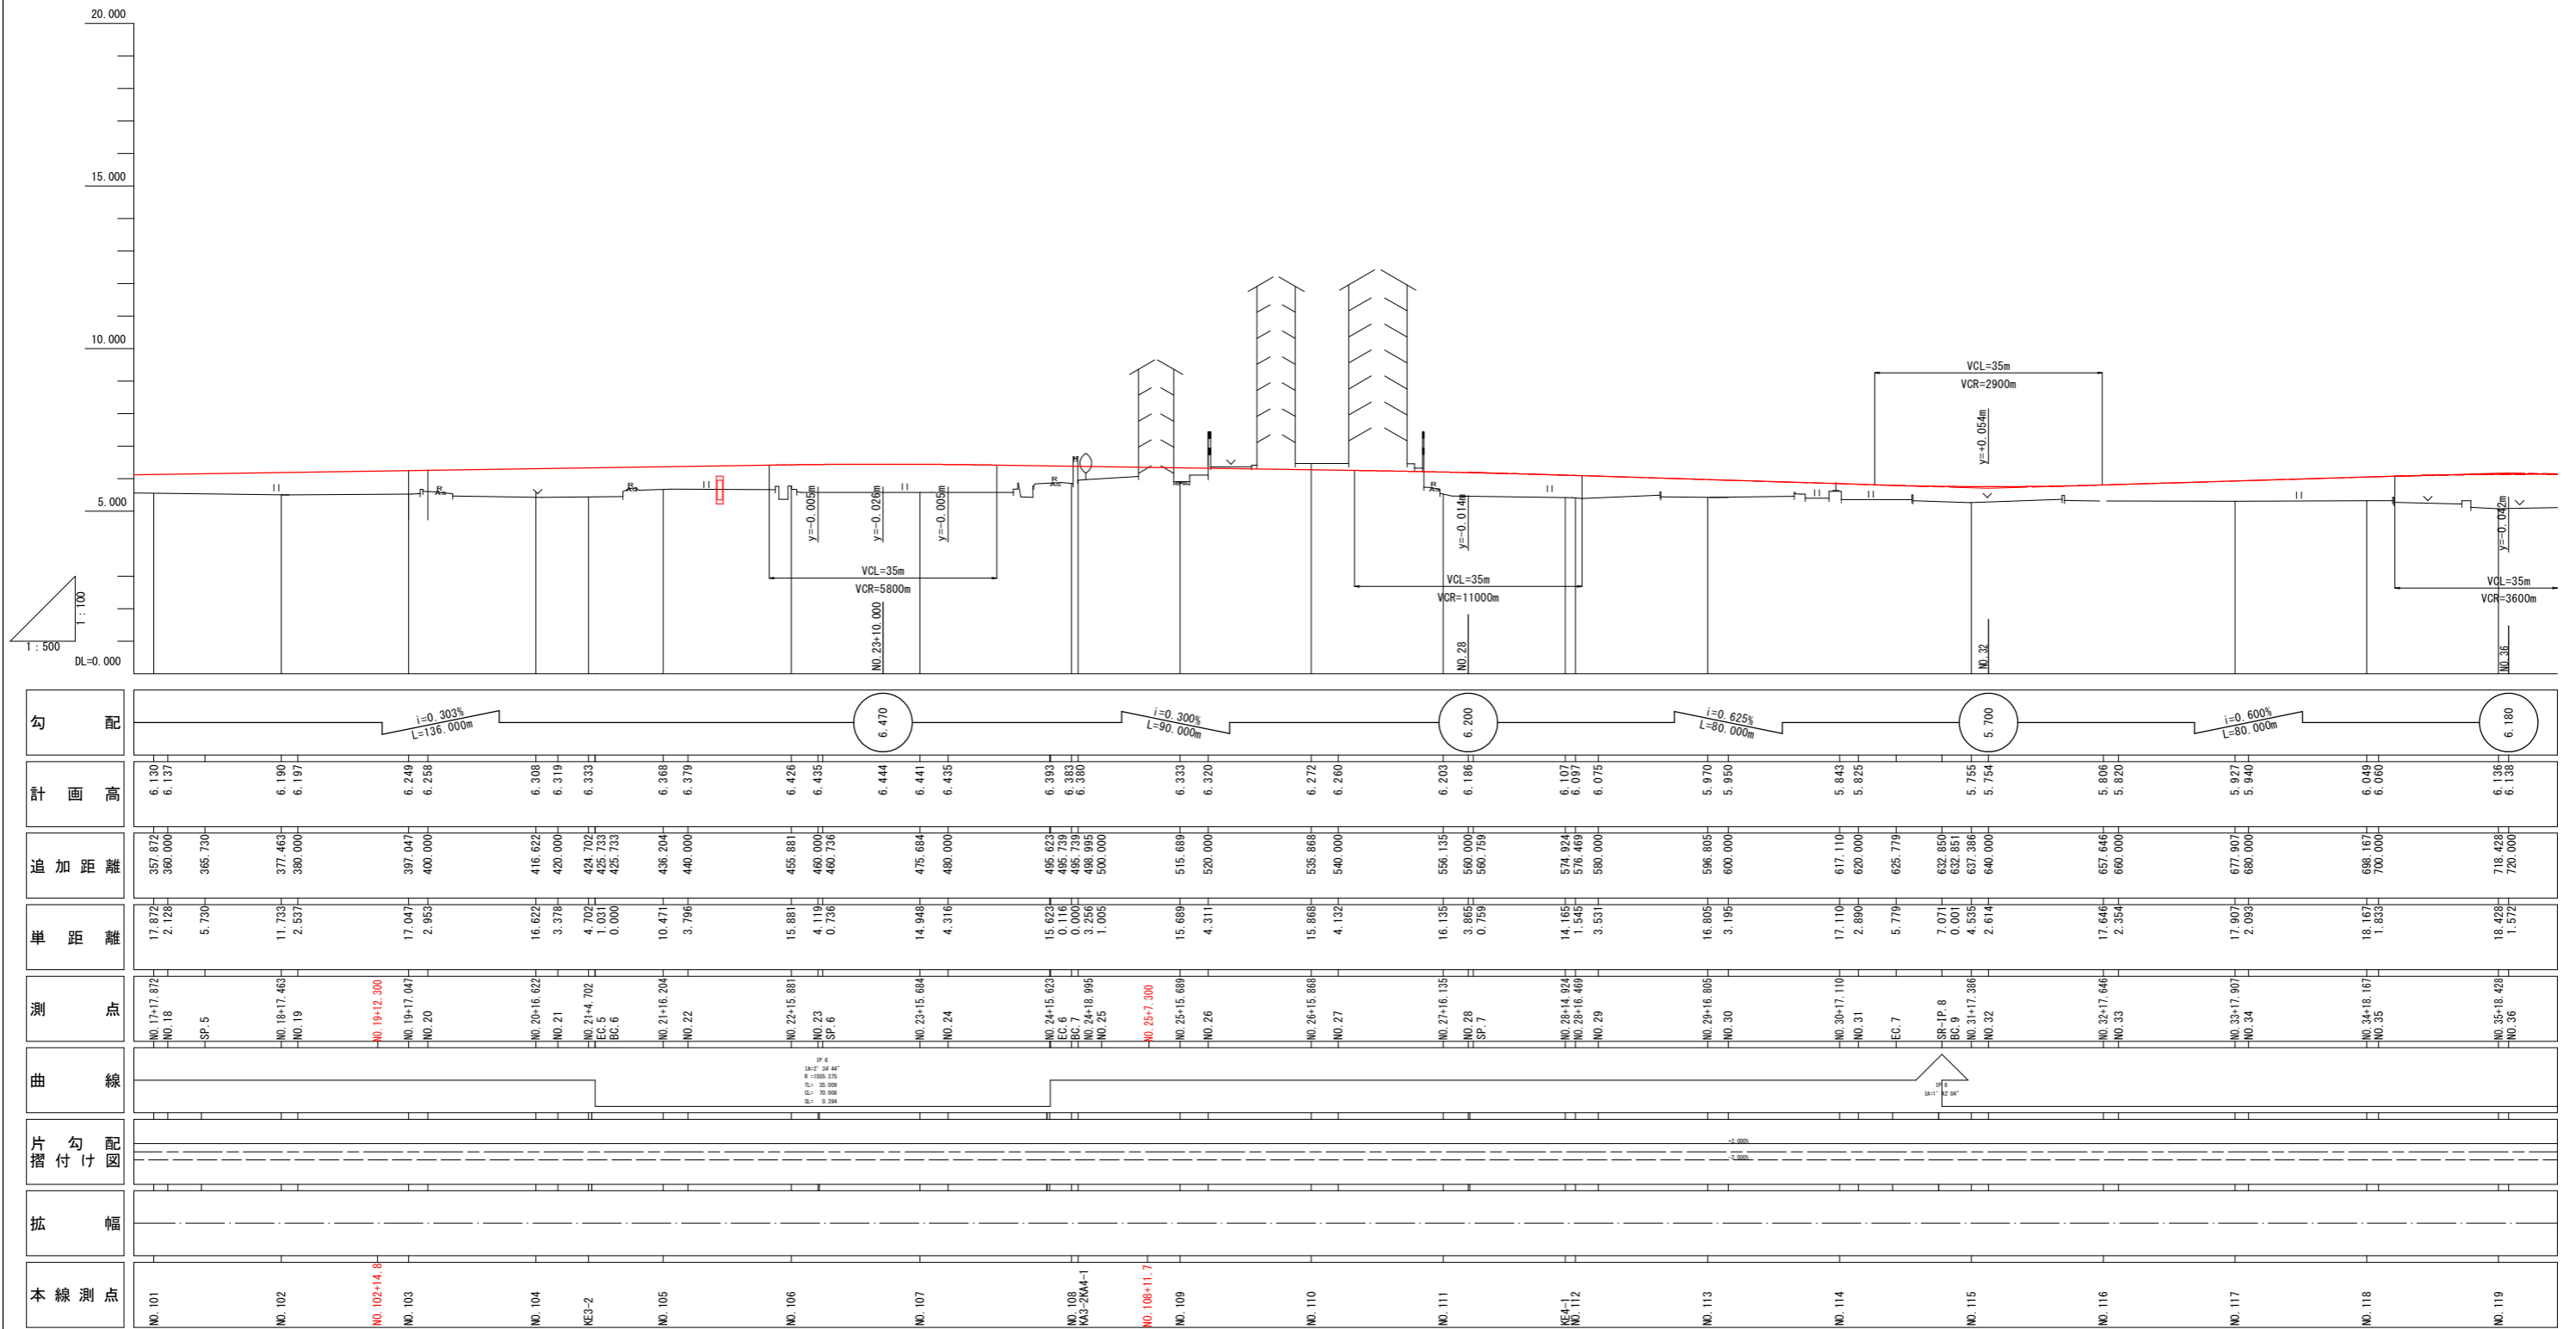 20.000
15.000
10.000
5.000
DL=0.000
1 : 100
1 : 500
VCL=35m
VCR=5800m
y=-0.005m
y=-0.026m
y=-0.005m
NO.23+10.000
VCL=35m
VCR=11000m
y=-0.014m
NO.28
VCL=35m
VCR=2900m
y=+0.054m
NO.32
VCL=35m
VCR=3600m
y=-0.042m
NO.36
勾配
i=0.303%
L=136.000m
6.470
i=0.300%
L=90.000m
6.200
i=0.625%
L=80.000m
5.700
i=0.600%
L=80.000m
6.180
計画高
6.130 6.137 6.190 6.197 6.249 6.258 6.308 6.319 6.333 6.368 6.379 6.426 6.435 6.444 6.441 6.435 6.393 6.383 6.380 6.333 6.320 6.272 6.260 6.203 6.186 6.107 6.097 6.075 5.970 5.950 5.843 5.825 5.755 5.754 5.806 5.820 5.927 5.940 6.049 6.060 6.136 6.138
追加距離
357.872 360.000 365.730 377.463 380.000 397.047 400.000 416.622 420.000 424.702 425.733 425.733 436.204 440.000 455.881 460.000 460.736 475.684 480.000 495.623 495.739 495.739 498.995 500.000 515.689 520.000 535.868 540.000 556.135 560.000 560.759 574.924 576.469 580.000 596.805 600.000 617.110 620.000 625.779 632.850 632.851 637.386 640.000 657.646 660.000 677.907 680.000 698.167 700.000 718.428 720.000
単距離
17.872 2.128 5.730 11.733 2.537 17.047 2.953 16.622 3.378 4.702 1.031 0.000 10.471 3.796 15.881 4.119 0.736 14.948 4.316 15.623 0.116 0.000 3.256 1.005 15.689 4.311 15.868 4.132 16.135 3.865 0.759 14.165 1.545 3.531 16.805 3.195 17.110 2.890 5.779 7.071 0.001 4.535 2.614 17.646 2.354 17.907 2.093 18.167 1.833 18.428 1.572
測点
NO.17+17.872 NO.18 SP.5 NO.18+17.463 NO.19 NO.19+12.300 NO.19+17.047 NO.20 NO.20+16.622 NO.21 NO.21+4.702 EC.5 BC.6 NO.21+16.204 NO.22 NO.22+15.881 NO.23 SP.6 NO.23+15.684 NO.24 NO.24+15.623 EC.6 BC.7 NO.24+18.995 NO.25 NO.25+7.300 NO.25+15.689 NO.26 NO.26+15.868 NO.27 NO.27+16.135 NO.28 SP.7 NO.28+14.924 NO.28+16.469 NO.29 NO.29+16.805 NO.30 NO.30+17.110 NO.31 EC.7 SR-IP.8 BC.9 NO.31+17.386 NO.32 NO.32+17.646 NO.33 NO.33+17.907 NO.34 NO.34+18.167 NO.35 NO.35+18.428 NO.36
曲線
IP.6
IA=2° 34' 44"
R =1555.375
TL= 35.009
CL= 70.006
SL= 0.394
IP.8
片勾配
摺付け図
拡幅
本線測点
NO.101 NO.102 NO.102+14.8 NO.103 NO.104 KE3-2 NO.105 NO.106 NO.107 NO.108 KA3-2KA4-1 NO.108+11.7 NO.109 NO.110 NO.111 KE4-1 NO.112 NO.113 NO.114 NO.115 NO.116 NO.117 NO.118 NO.119